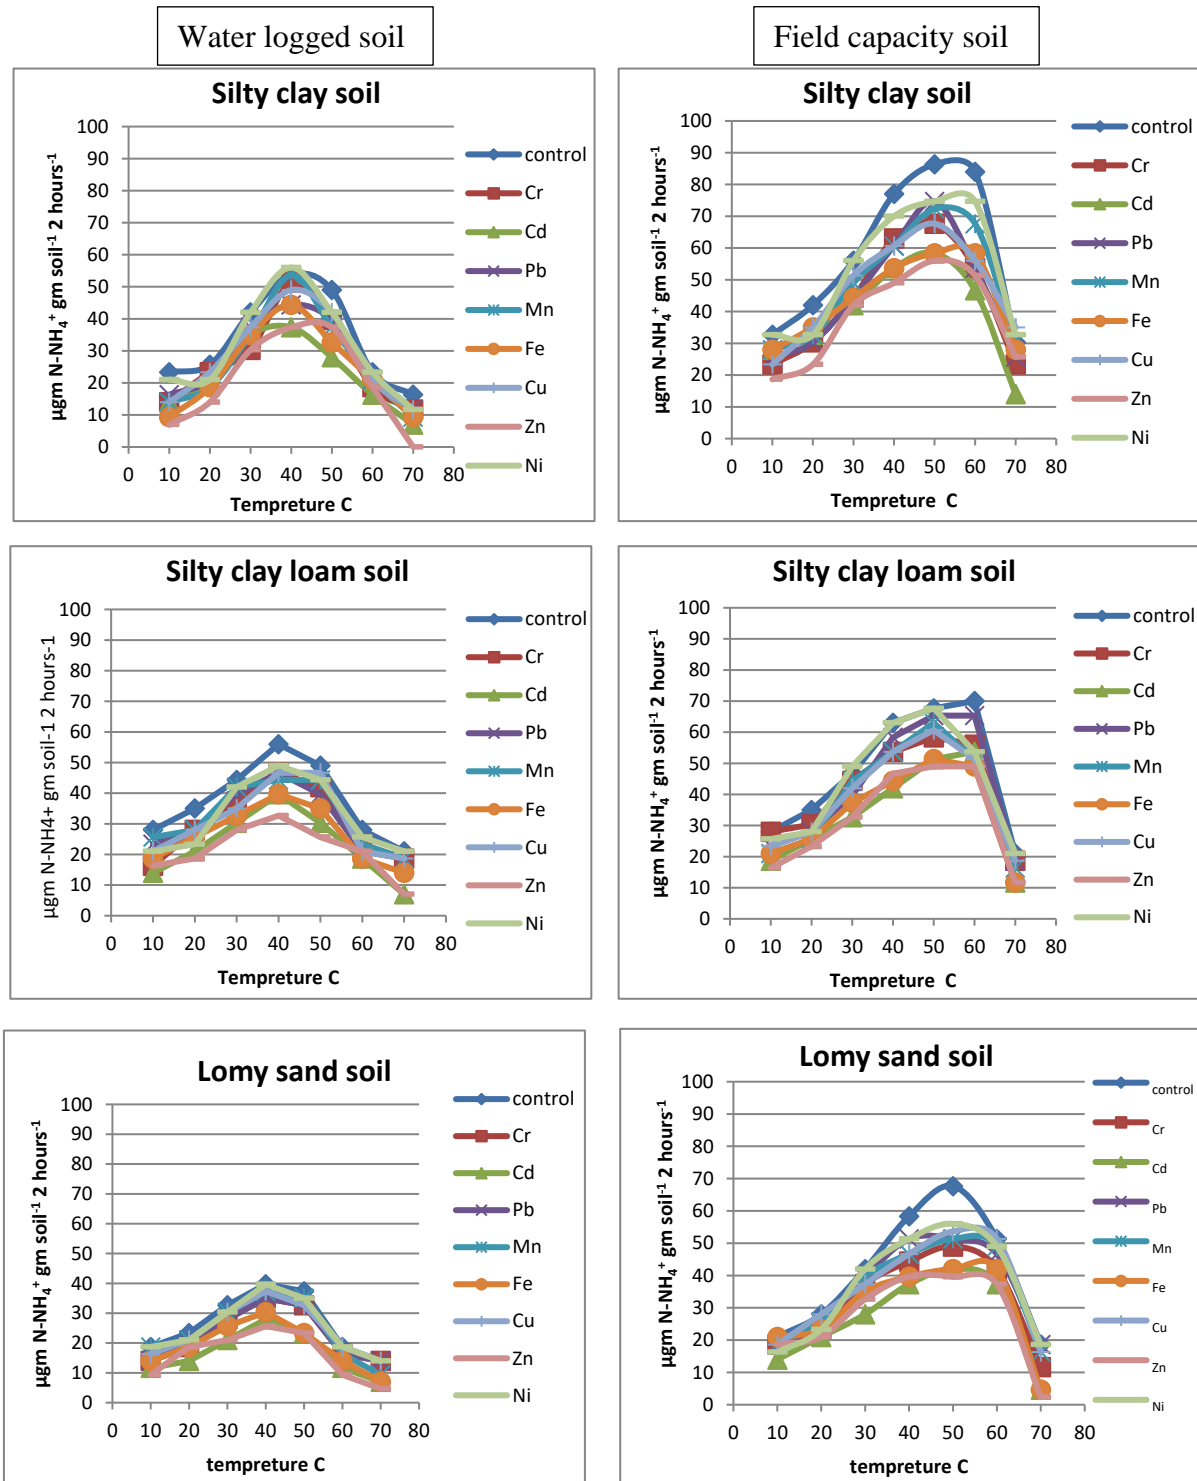 Water logged soil
Field capacity soil
Silty clay soil
µgm N-NH₄⁺ gm soil⁻¹ 2 hours⁻¹
100
90
80
70
60
50
40
30
20
10
0
0 10 20 30 40 50 60 70 80
Tempreture C
control
Cr
Cd
Pb
Mn
Fe
Cu
Zn
Ni
Silty clay soil
µgm N-NH₄⁺ gm soil⁻¹ 2 hours⁻¹
100
90
80
70
60
50
40
30
20
10
0
0 10 20 30 40 50 60 70 80
Tempreture C
control
Cr
Cd
Pb
Mn
Fe
Cu
Zn
Ni
Silty clay loam soil
µgm N-NH4+ gm soil-1 2 hours-1
100
90
80
70
60
50
40
30
20
10
0
0 10 20 30 40 50 60 70 80
Tempreture C
control
Cr
Cd
Pb
Mn
Fe
Cu
Zn
Ni
Silty clay loam soil
µgm N-NH₄⁺ gm soil⁻¹ 2 hours⁻¹
100
90
80
70
60
50
40
30
20
10
0
0 10 20 30 40 50 60 70 80
Tempreture C
control
Cr
Cd
Pb
Mn
Fe
Cu
Zn
Ni
Lomy sand soil
µgm N-NH₄⁺ gm soil⁻¹ 2 hours⁻¹
100
90
80
70
60
50
40
30
20
10
0
0 10 20 30 40 50 60 70 80
tempreture C
control
Cr
Cd
Pb
Mn
Fe
Cu
Zn
Ni
Lomy sand soil
µgm N-NH₄⁺ gm soil⁻¹ 2 hours⁻¹
100
90
80
70
60
50
40
30
20
10
0
0 10 20 30 40 50 60 70 80
tempreture C
control
Cr
Cd
Pb
Mn
Fe
Cu
Zn
Ni